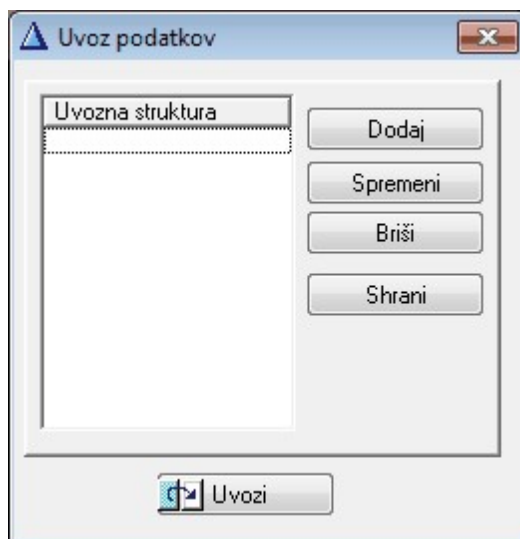 Uvoz podatkov
Uvozna struktura
Dodaj
Spremeni
Briši
Shrani
Uvozi